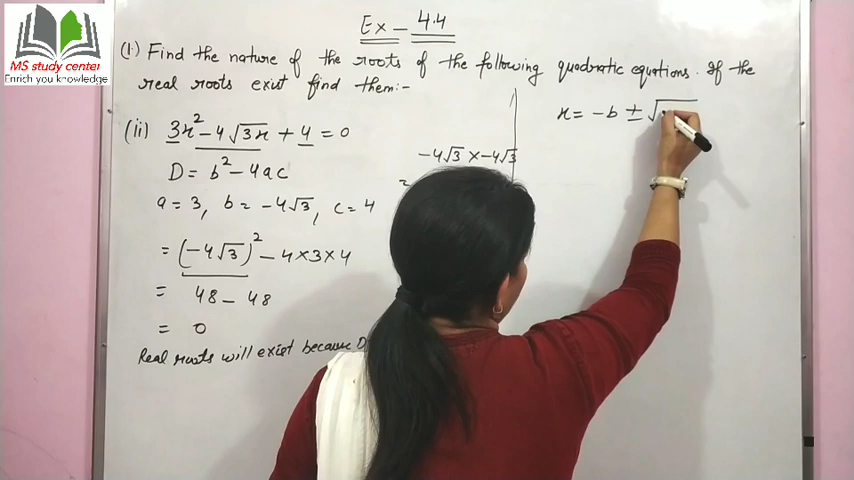 MS study center
Enrich you knowledge
Ex - 4.4
(1.) Find the nature of the roots of the following quadratic equations. If the
real roots exist find them:-
(ii) 3x² - 4√3x + 4 = 0
D = b² - 4ac
a = 3, b = -4√3, c = 4
= (-4√3)² - 4×3×4
= 48 - 48
= 0
Real roots will exist because D
-4√3 × -4√3
=
x = -b ± √